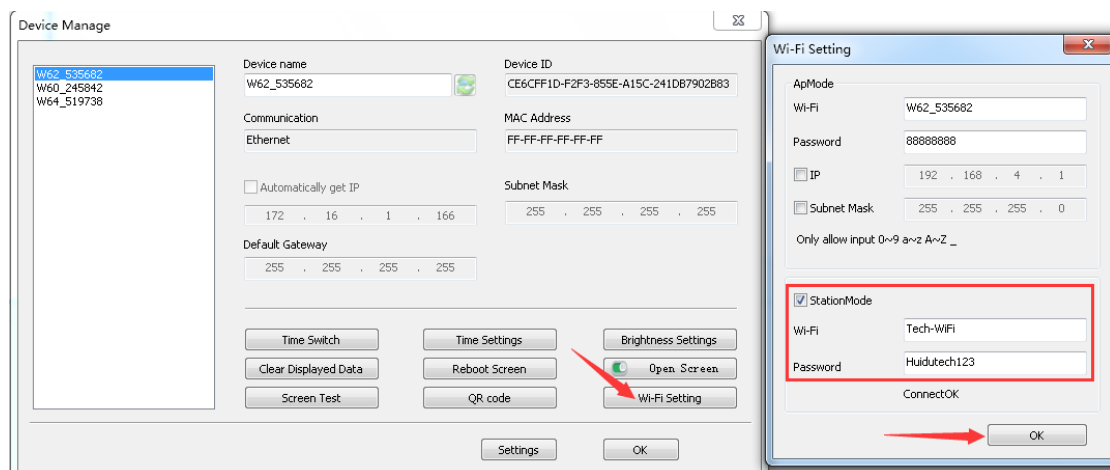 Device Manage
W62_535682
W60_245842
W64_519738
Device name
W62_535682
Device ID
CE6CFF1D-F2F3-855E-A15C-241DB7902B83
Communication
Ethernet
MAC Address
FF-FF-FF-FF-FF-FF
Automatically get IP
172 . 16 . 1 . 166
Subnet Mask
255 . 255 . 255 . 255
Default Gateway
255 . 255 . 255 . 255
Time Switch
Time Settings
Brightness Settings
Clear Displayed Data
Reboot Screen
Open Screen
Screen Test
QR code
Wi-Fi Setting
Settings
OK
Wi-Fi Setting
ApMode
Wi-Fi
W62_535682
Password
88888888
IP
192 . 168 . 4 . 1
Subnet Mask
255 . 255 . 255 . 0
Only allow input 0~9 a~z A~Z _
StationMode
Wi-Fi
Tech-WiFi
Password
Huidutech123
ConnectOK
OK